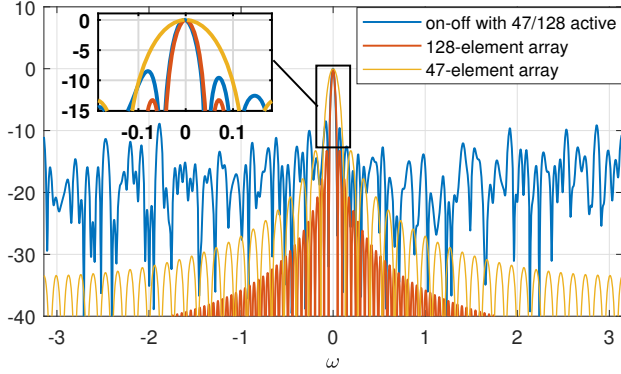 10
0
-10
-20
-30
-40
-3 -2 -1 0 1 2 3
ω
0
-5
-10
-15
-0.1 0 0.1
on-off with 47/128 active
128-element array
47-element array